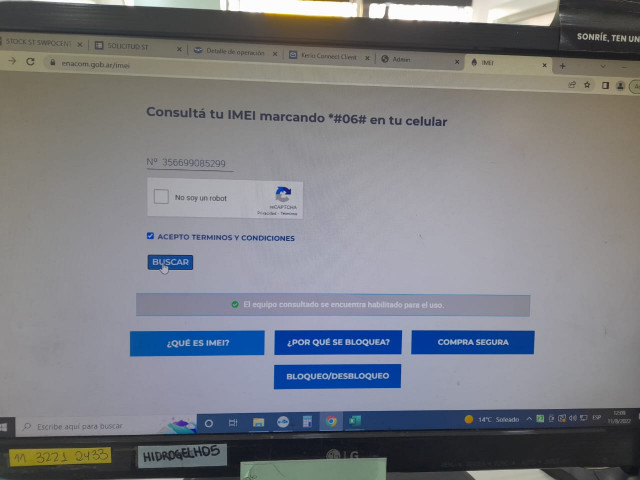 SONRÍE, TEN UN
STOCK ST SWPOCENT
SOLICITUD ST
Detalle de operación
Kerio Connect Client
Admin
IMEI
enacom.gob.ar/imei
Consultá tu IMEI marcando *#06# en tu celular
Nº 356699085299
No soy un robot
reCAPTCHA
Privacidad - Términos
ACEPTO TERMINOS Y CONDICIONES
BUSCAR
El equipo consultado se encuentra habilitado para el uso.
¿QUÉ ES IMEI?
¿POR QUÉ SE BLOQUEA?
COMPRA SEGURA
BLOQUEO/DESBLOQUEO
Escribe aquí para buscar
14°C Soleado
ESP
12:09
11/8/2022
11 3221 0433
HIDROGELHD5
LG